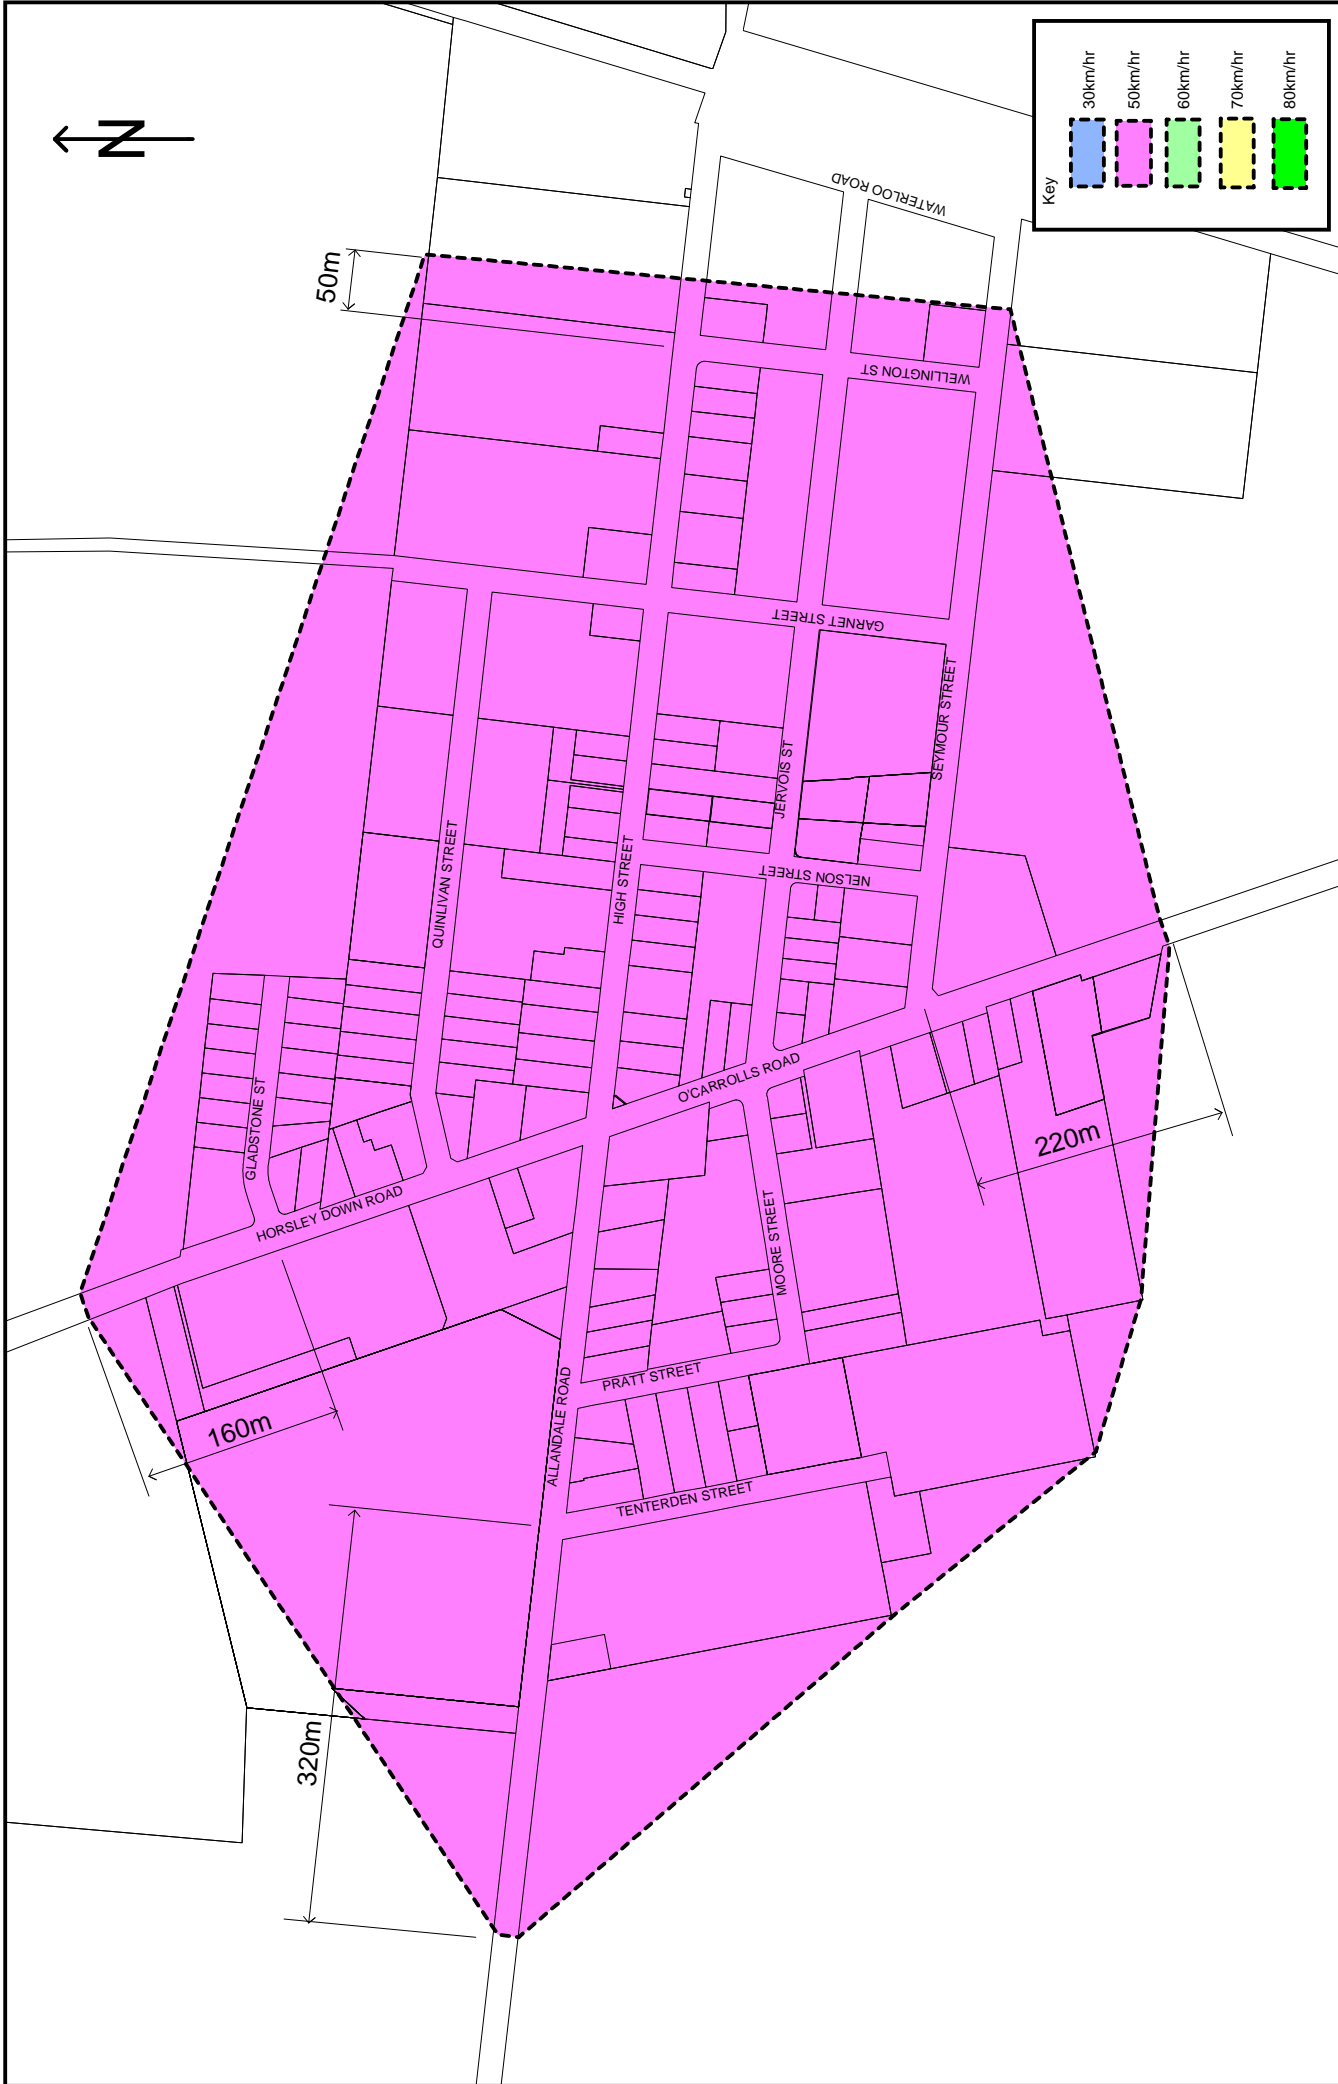 N
Key
30km/hr
50km/hr
60km/hr
70km/hr
80km/hr
WATERLOO ROAD
50m
WELLINGTON ST
GARNET STREET
SEYMOUR STREET
JERVOIS ST
NELSON STREET
HIGH STREET
QUINLIVAN STREET
GLADSTONE ST
O'CARROLLS ROAD
HORSLEY DOWN ROAD
220m
MOORE STREET
PRATT STREET
ALLANDALE ROAD
160m
TENTERDEN STREET
320m